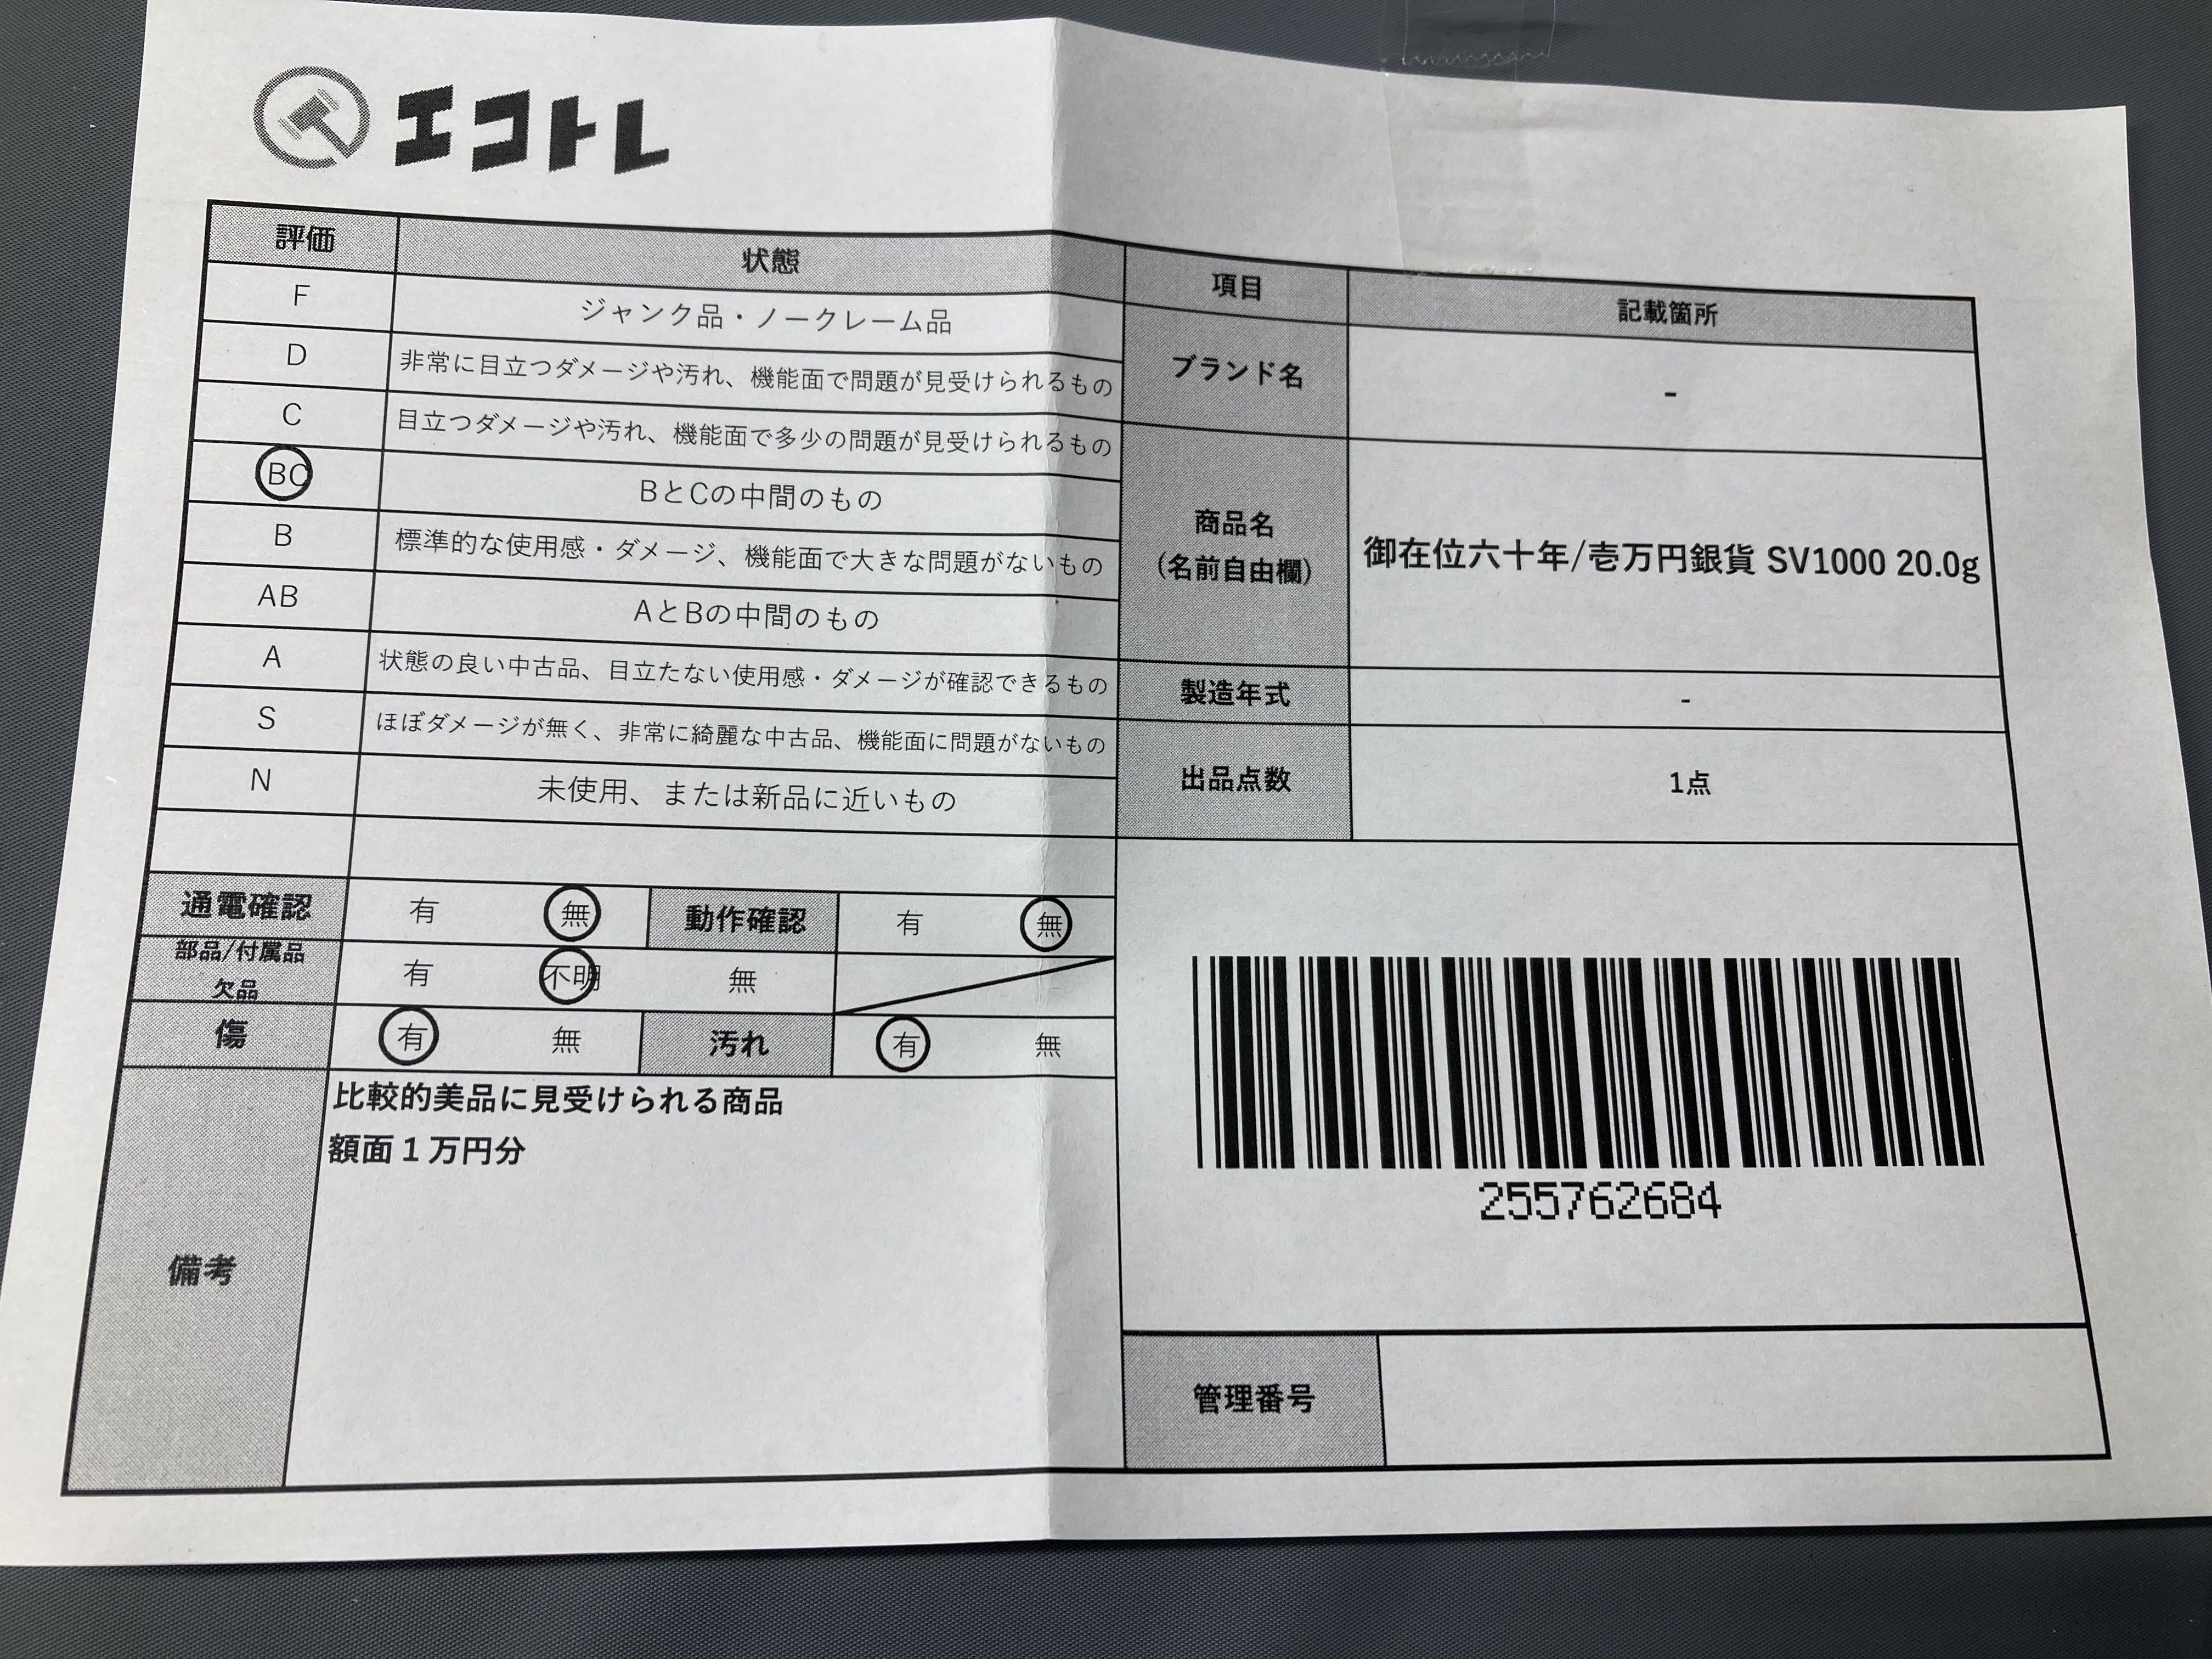 エコトレ
評価 状態
F ジャンク品・ノークレーム品
D 非常に目立つダメージや汚れ、機能面で問題が見受けられるもの
C 目立つダメージや汚れ、機能面で多少の問題が見受けられるもの
BC BとCの中間のもの
B 標準的な使用感・ダメージ、機能面で大きな問題がないもの
AB AとBの中間のもの
A 状態の良い中古品、目立たない使用感・ダメージが確認できるもの
S ほぼダメージが無く、非常に綺麗な中古品、機能面に問題がないもの
N 未使用、または新品に近いもの
通電確認 有 無 動作確認 有 無
部品/付属品
欠品 有 不明 無
傷 有 無 汚れ 有 無
備考
比較的美品に見受けられる商品
額面1万円分
項目 記載箇所
ブランド名 -
商品名
(名前自由欄)
御在位六十年/壱万円銀貨 SV1000 20.0g
製造年式 -
出品点数 1点
255762684
管理番号